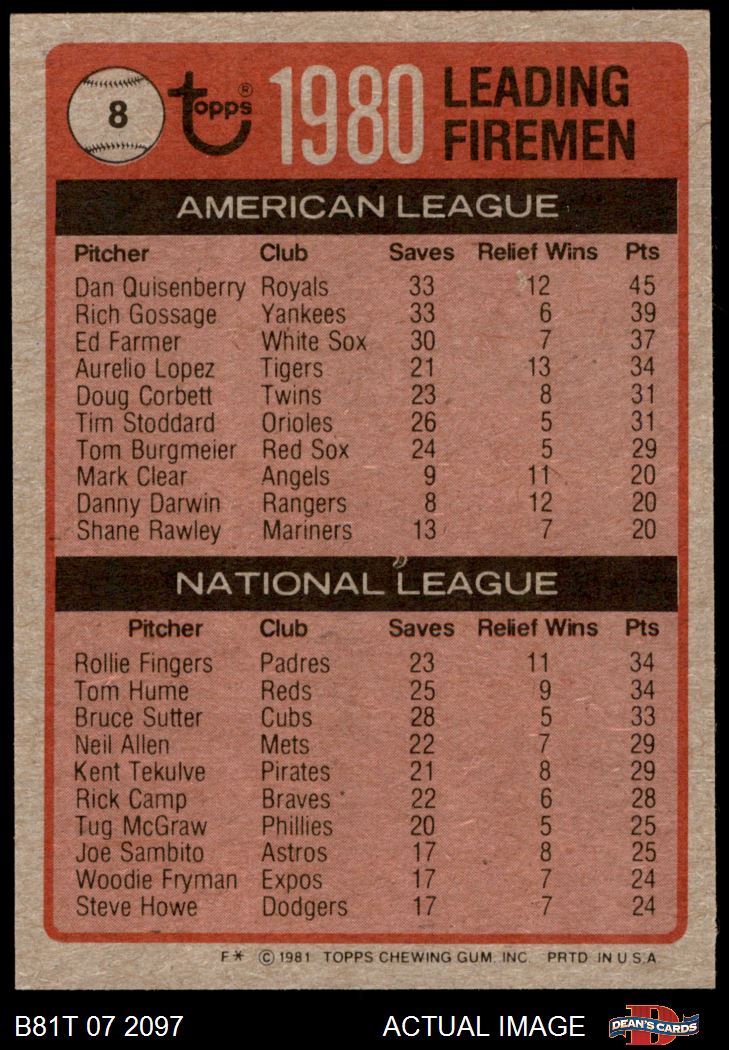 8 Topps® 1980 LEADING FIREMEN
AMERICAN LEAGUE
Pitcher Club Saves Relief Wins Pts
Dan Quisenberry Royals 33 12 45
Rich Gossage Yankees 33 6 39
Ed Farmer White Sox 30 7 37
Aurelio Lopez Tigers 21 13 34
Doug Corbett Twins 23 8 31
Tim Stoddard Orioles 26 5 31
Tom Burgmeier Red Sox 24 5 29
Mark Clear Angels 9 11 20
Danny Darwin Rangers 8 12 20
Shane Rawley Mariners 13 7 20
NATIONAL LEAGUE
Pitcher Club Saves Relief Wins Pts
Rollie Fingers Padres 23 11 34
Tom Hume Reds 25 9 34
Bruce Sutter Cubs 28 5 33
Neil Allen Mets 22 7 29
Kent Tekulve Pirates 21 8 29
Rick Camp Braves 22 6 28
Tug McGraw Phillies 20 5 25
Joe Sambito Astros 17 8 25
Woodie Fryman Expos 17 7 24
Steve Howe Dodgers 17 7 24
F* © 1981 TOPPS CHEWING GUM, INC. PRTD IN U.S.A.
B81T 07 2097 ACTUAL IMAGE D DEAN'S CARDS